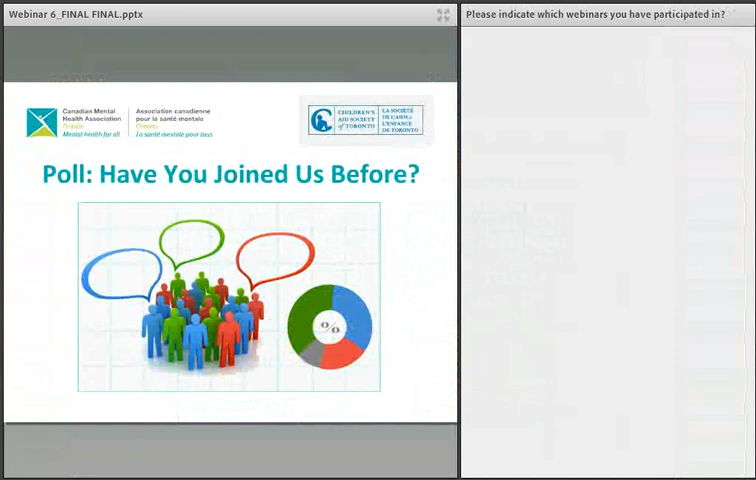 Webinar 6_FINAL FINAL.pptx
Please indicate which webinars you have participated in?
Canadian Mental
Health Association
Ontario
Mental health for all
Association canadienne
pour la santé mentale
Ontario
La santé mentale pour tous
CHILDREN'S
AID SOCIETY
of TORONTO
LA SOCIÉTÉ
DE L'AIDE À
L'ENFANCE
DE TORONTO
Poll: Have You Joined Us Before?
%